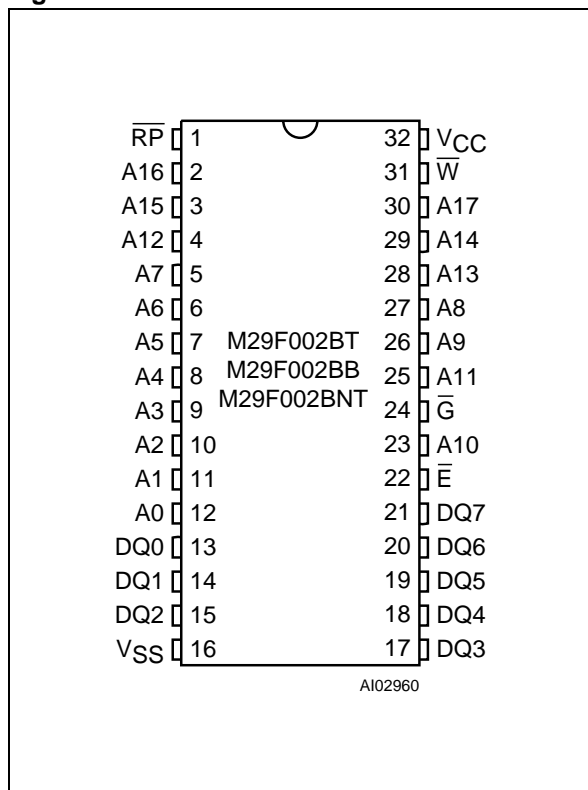 R̅P̅ 1 32 VCC
A16 2 31 W̅
A15 3 30 A17
A12 4 29 A14
A7 5 28 A13
A6 6 27 A8
A5 7 M29F002BT 26 A9
A4 8 M29F002BB 25 A11
A3 9 M29F002BNT 24 G̅
A2 10 23 A10
A1 11 22 E̅
A0 12 21 DQ7
DQ0 13 20 DQ6
DQ1 14 19 DQ5
DQ2 15 18 DQ4
VSS 16 17 DQ3
AI02960